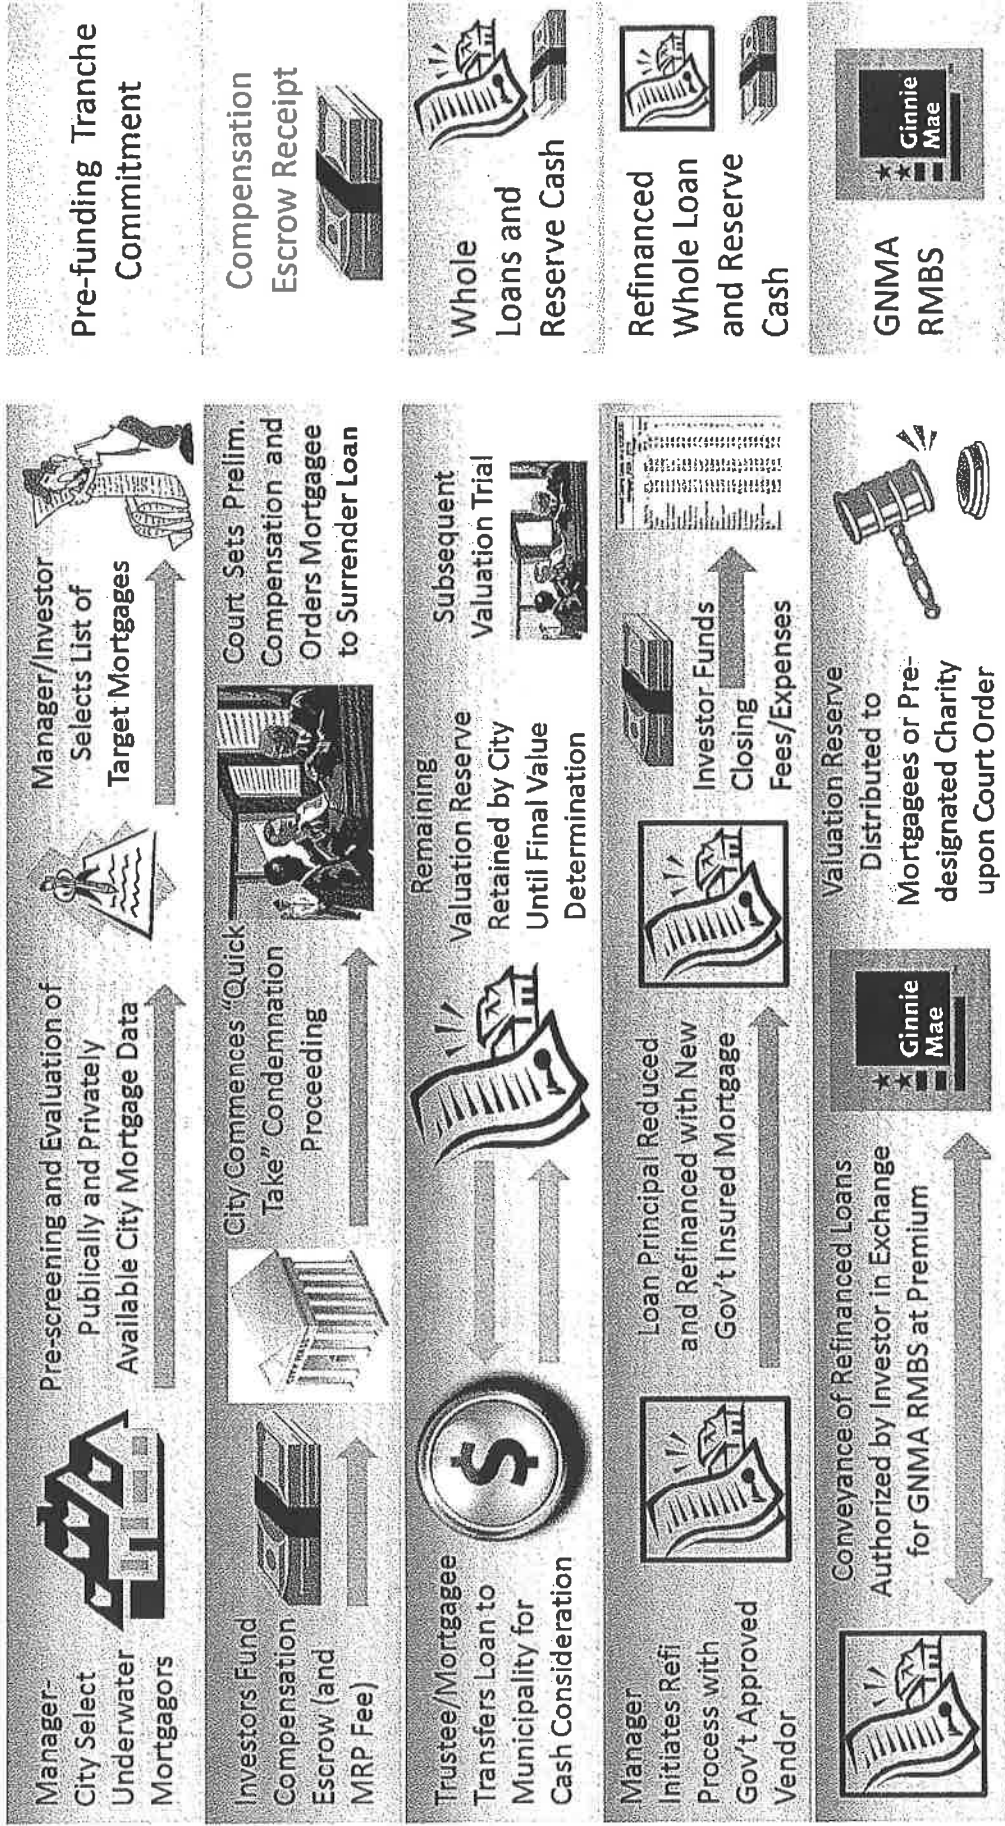 Manager-
City Select
Underwater
Mortgagors
Pre-screening and Evaluation of
Publically and Privately
Available City Mortgage Data
Manager/Investor
Selects List of
Target Mortgages
Pre-funding Tranche
Commitment
Investors Fund
Compensation
Escrow (and
MRP Fee)
City Commences "Quick
Take" Condemnation
Proceeding
Court Sets Prelim.
Compensation and
Orders Mortgagee
to Surrender Loan
Compensation
Escrow Receipt
Trustee/Mortgagee
Transfers Loan to
Municipality for
Cash Consideration
$
Remaining
Valuation Reserve
Retained by City
Until Final Value
Determination
Subsequent
Valuation Trial
Whole
Loans and
Reserve Cash
Manager
Initiates Refi
Process with
Gov't Approved
Vendor
Loan Principal Reduced
and Refinanced with New
Gov't Insured Mortgage
Investor Funds
Closing
Fees/Expenses
Refinanced
Whole Loan
and Reserve
Cash
Conveyance of Refinanced Loans
Authorized by Investor in Exchange
for GNMA RMBS at Premium
Ginnie
Mae
Valuation Reserve
Distributed to
Mortgagees or Pre-
designated Charity
upon Court Order
GNMA
RMBS
Ginnie
Mae